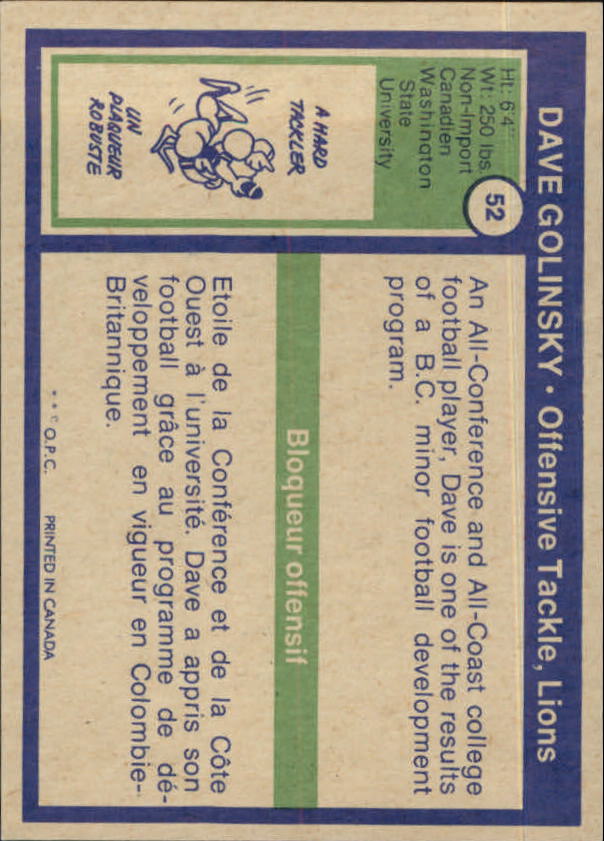 DAVE GOLINSKY • Offensive Tackle, Lions
Ht: 6'4"
Wt: 250 lbs.
Non-Import
Canadian
Washington
State
University
52
A HARD
TACKLER
UN
PLAQUEUR
ROBUSTE
An All-Conference and All-Coast college
football player, Dave is one of the results
of a B.C. minor football development
program.
Bloqueur offensif
Etoile de la Conférence et de la Côte
Ouest à l'université. Dave a appris son
football grâce au programme de dé-
veloppement en vigueur en Colombie-
Britannique.
* * © O.P.C. PRINTED IN CANADA